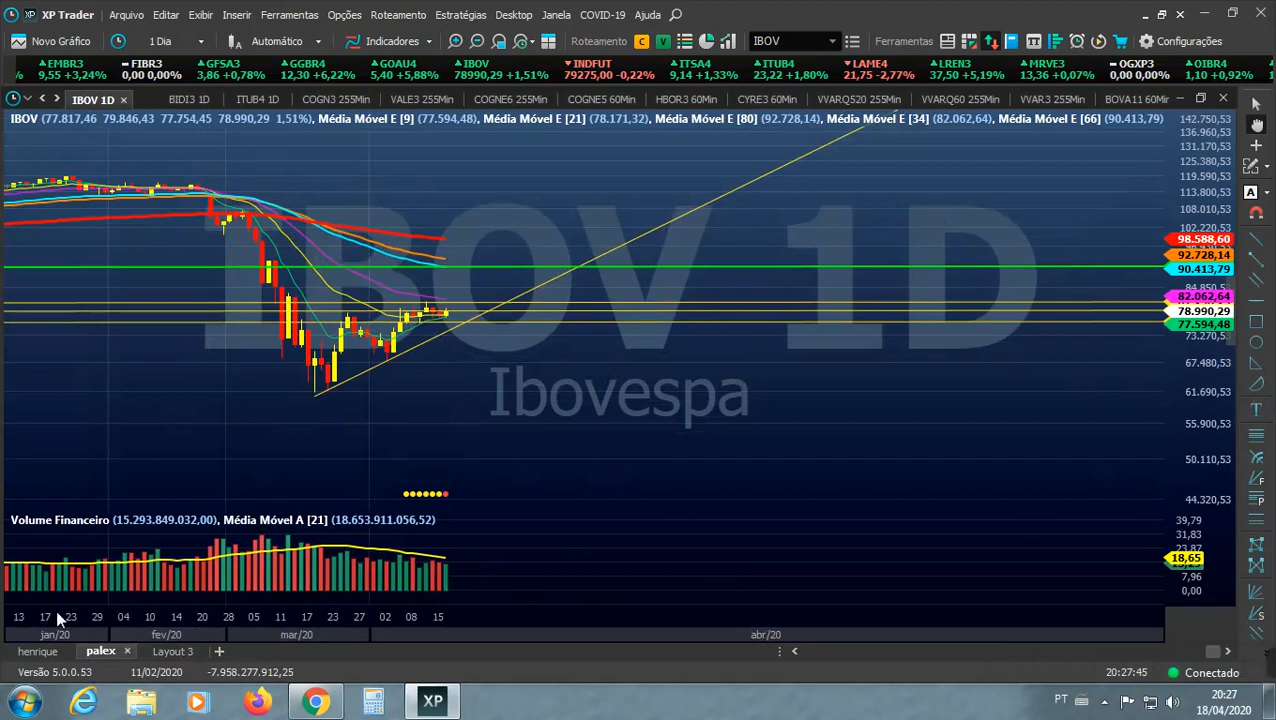 XP Trader Arquivo Editar Exibir Inserir Ferramentas Opções Roteamento Estratégias Desktop Janela COVID-19 Ajuda
Novo Gráfico 1 Dia Automático Indicadores Roteamento C V IBOV Ferramentas Configurações
EMBR3 FIBR3 GFSA3 GGBR4 GOAU4 IBOV INDFUT ITSA4 ITUB4 LAME4 LREN3 MRVE3 OGXP3 OIBR4
9,55 +3,24% 0,00 0,00% 3,86 +0,78% 12,30 +6,22% 5,40 +5,88% 78990,29 +1,51% 79275,00 -0,22% 9,14 +1,33% 23,22 +1,80% 21,75 -2,77% 37,50 +5,19% 13,36 +0,07% 0,00 0,00% 1,10 +0,92%
IBOV 1D BIDI3 1D ITUB4 1D COGN3 255Min VALE3 255Min COGNE6 255Min COGNE5 60Min HBOR3 60Min CYRE3 60Min VVARQ520 255Min VVARQ60 255Min VVAR3 255Min BOVA11 60Min
IBOV (77.817,46 79.846,43 77.754,45 78.990,29 1,51%), Média Móvel E [9] (77.594,48), Média Móvel E [21] (78.171,32), Média Móvel E [80] (92.728,14), Média Móvel E [34] (82.062,64), Média Móvel E [66] (90.413,79)
142.750,53
136.960,53
131.170,53
125.380,53
119.590,53
113.800,53
108.010,53
102.220,53
98.588,60
92.728,14
90.413,79
84.850,53
82.062,64
78.990,29
77.594,48
73.270,53
67.480,53
61.690,53
55.900,53
50.110,53
44.320,53
IBOV 1D
Ibovespa
Volume Financeiro (15.293.849.032,00), Média Móvel A [21] (18.653.911.056,52)
39,79
31,83
23,87
18,65
7,96
0,00
13 17 23 29 04 10 14 20 28 05 11 17 23 27 02 08 15
jan/20 fev/20 mar/20 abr/20
henrique palex Layout 3
Versão 5.0.0.53 11/02/2020 -7.958.277.912,25 20:27:45 Conectado
XP PT 20:27
18/04/2020